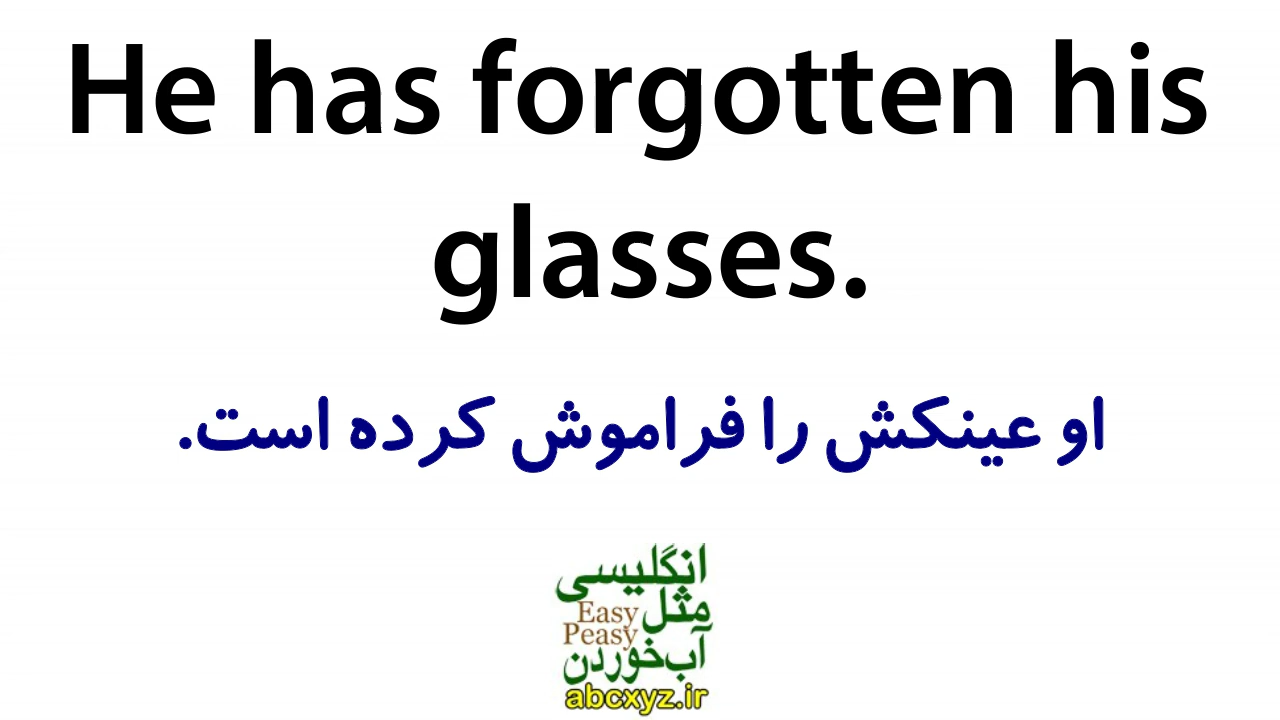 He has forgotten his
glasses.
او عینکش را فراموش کرده است.
انگلیسی
مثل Easy
Peasy
آب‌خوردن
abcxyz.ir